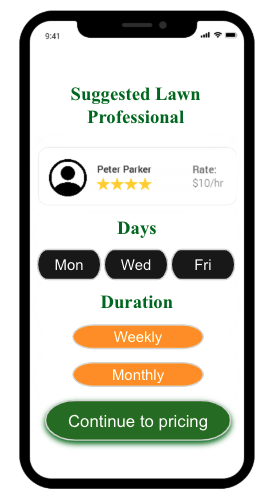 9:41
Suggested Lawn
Professional
Peter Parker
Rate:
$10/hr
Days
Mon
Wed
Fri
Duration
Weekly
Monthly
Continue to pricing